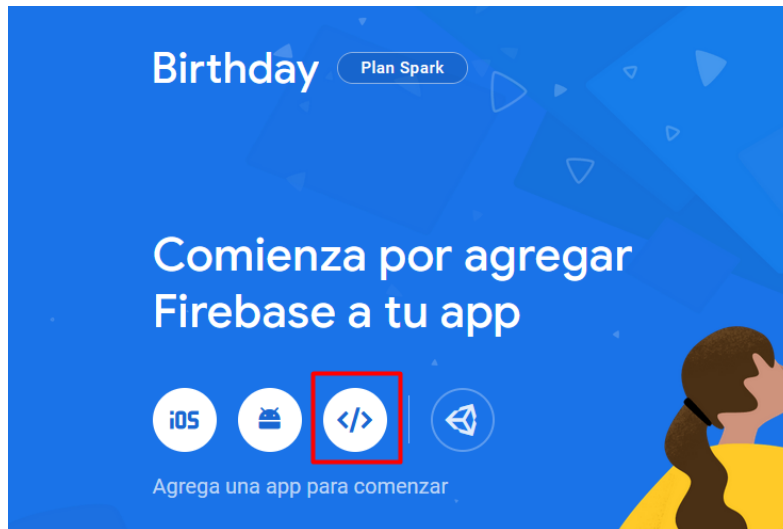 Birthday Plan Spark
Comienza por agregar
Firebase a tu app
iOS </>
Agrega una app para comenzar